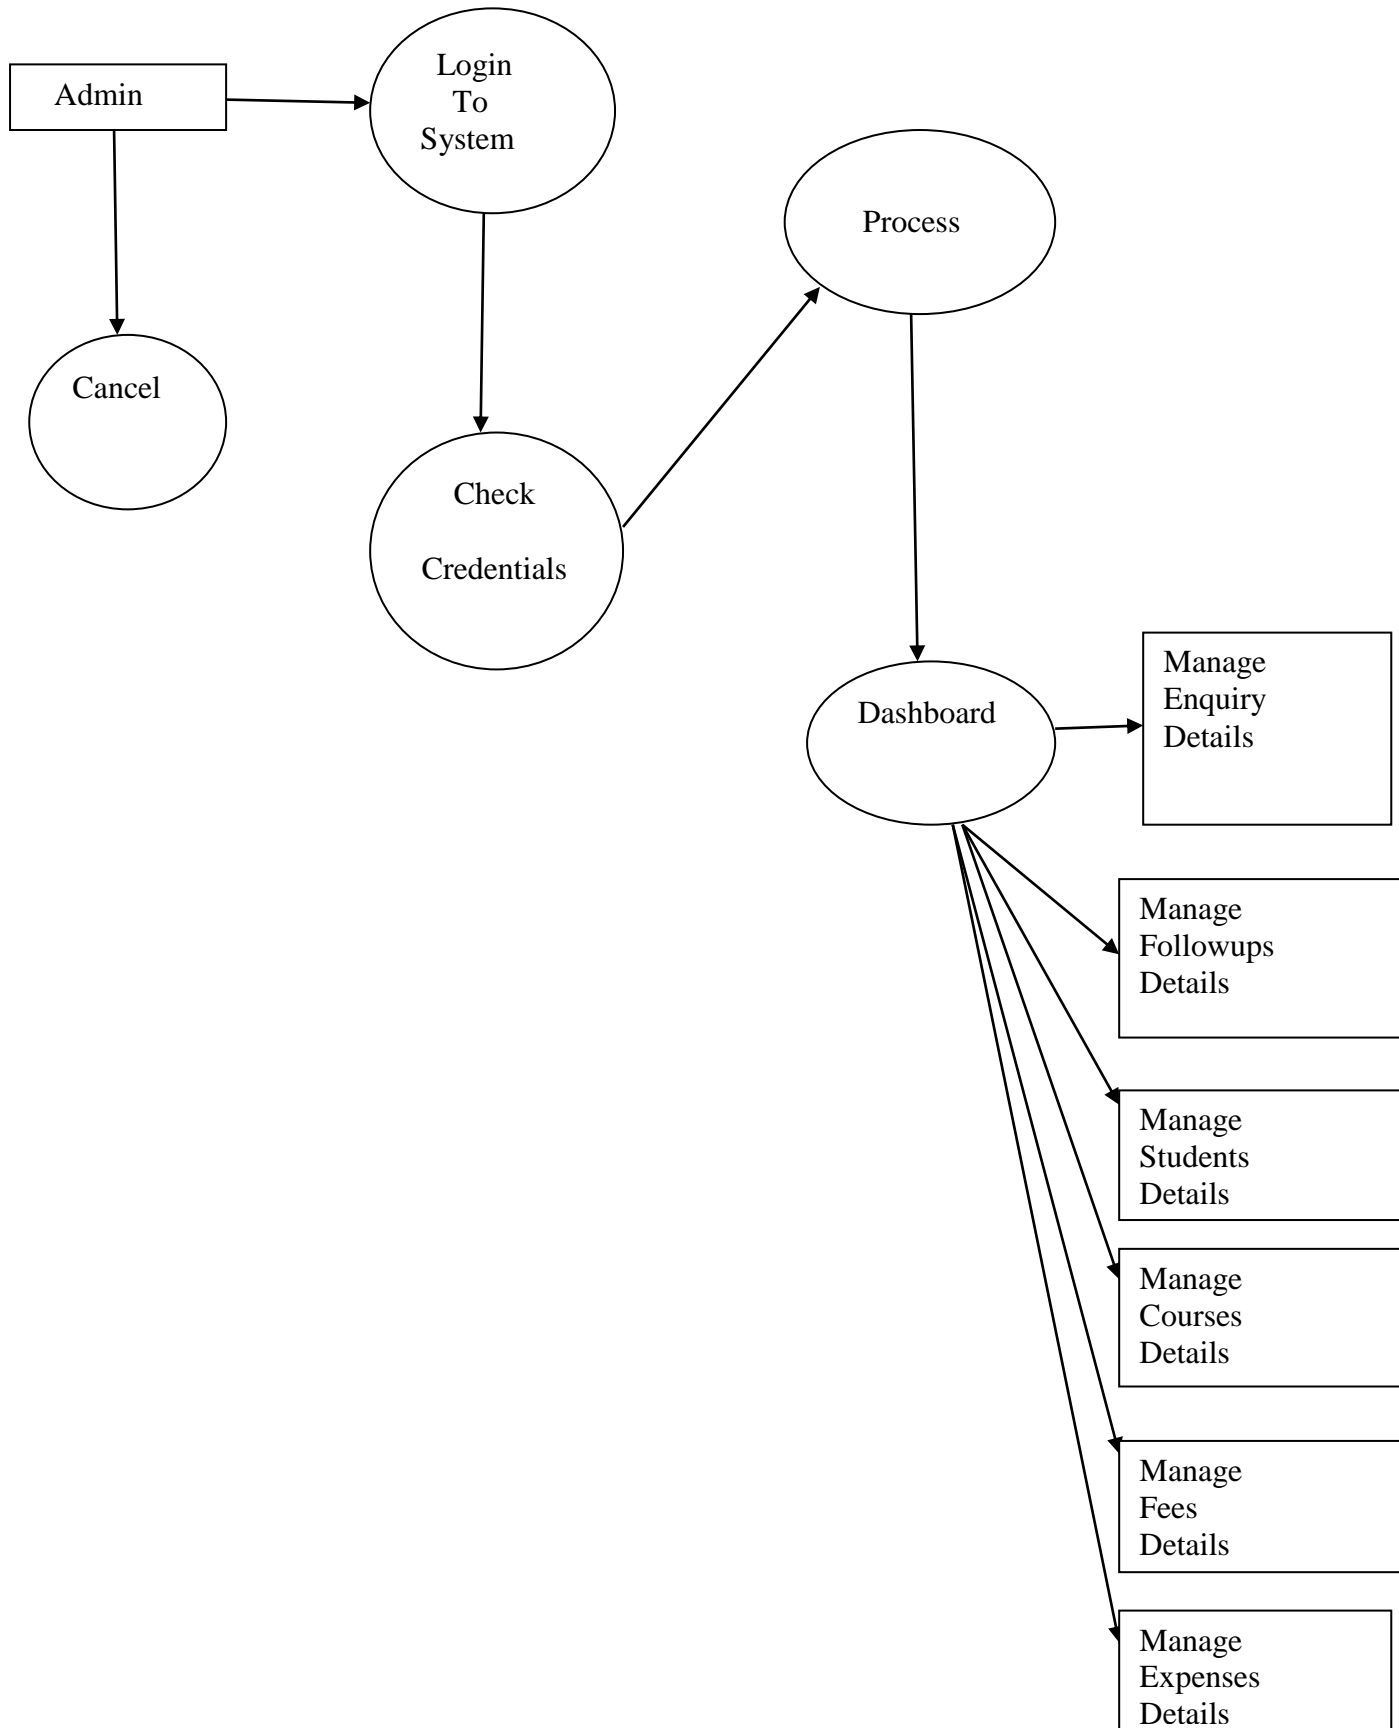 Admin
Login
To
System
Process
Cancel
Check
Credentials
Dashboard
Manage
Enquiry
Details
Manage
Followups
Details
Manage
Students
Details
Manage
Courses
Details
Manage
Fees
Details
Manage
Expenses
Details